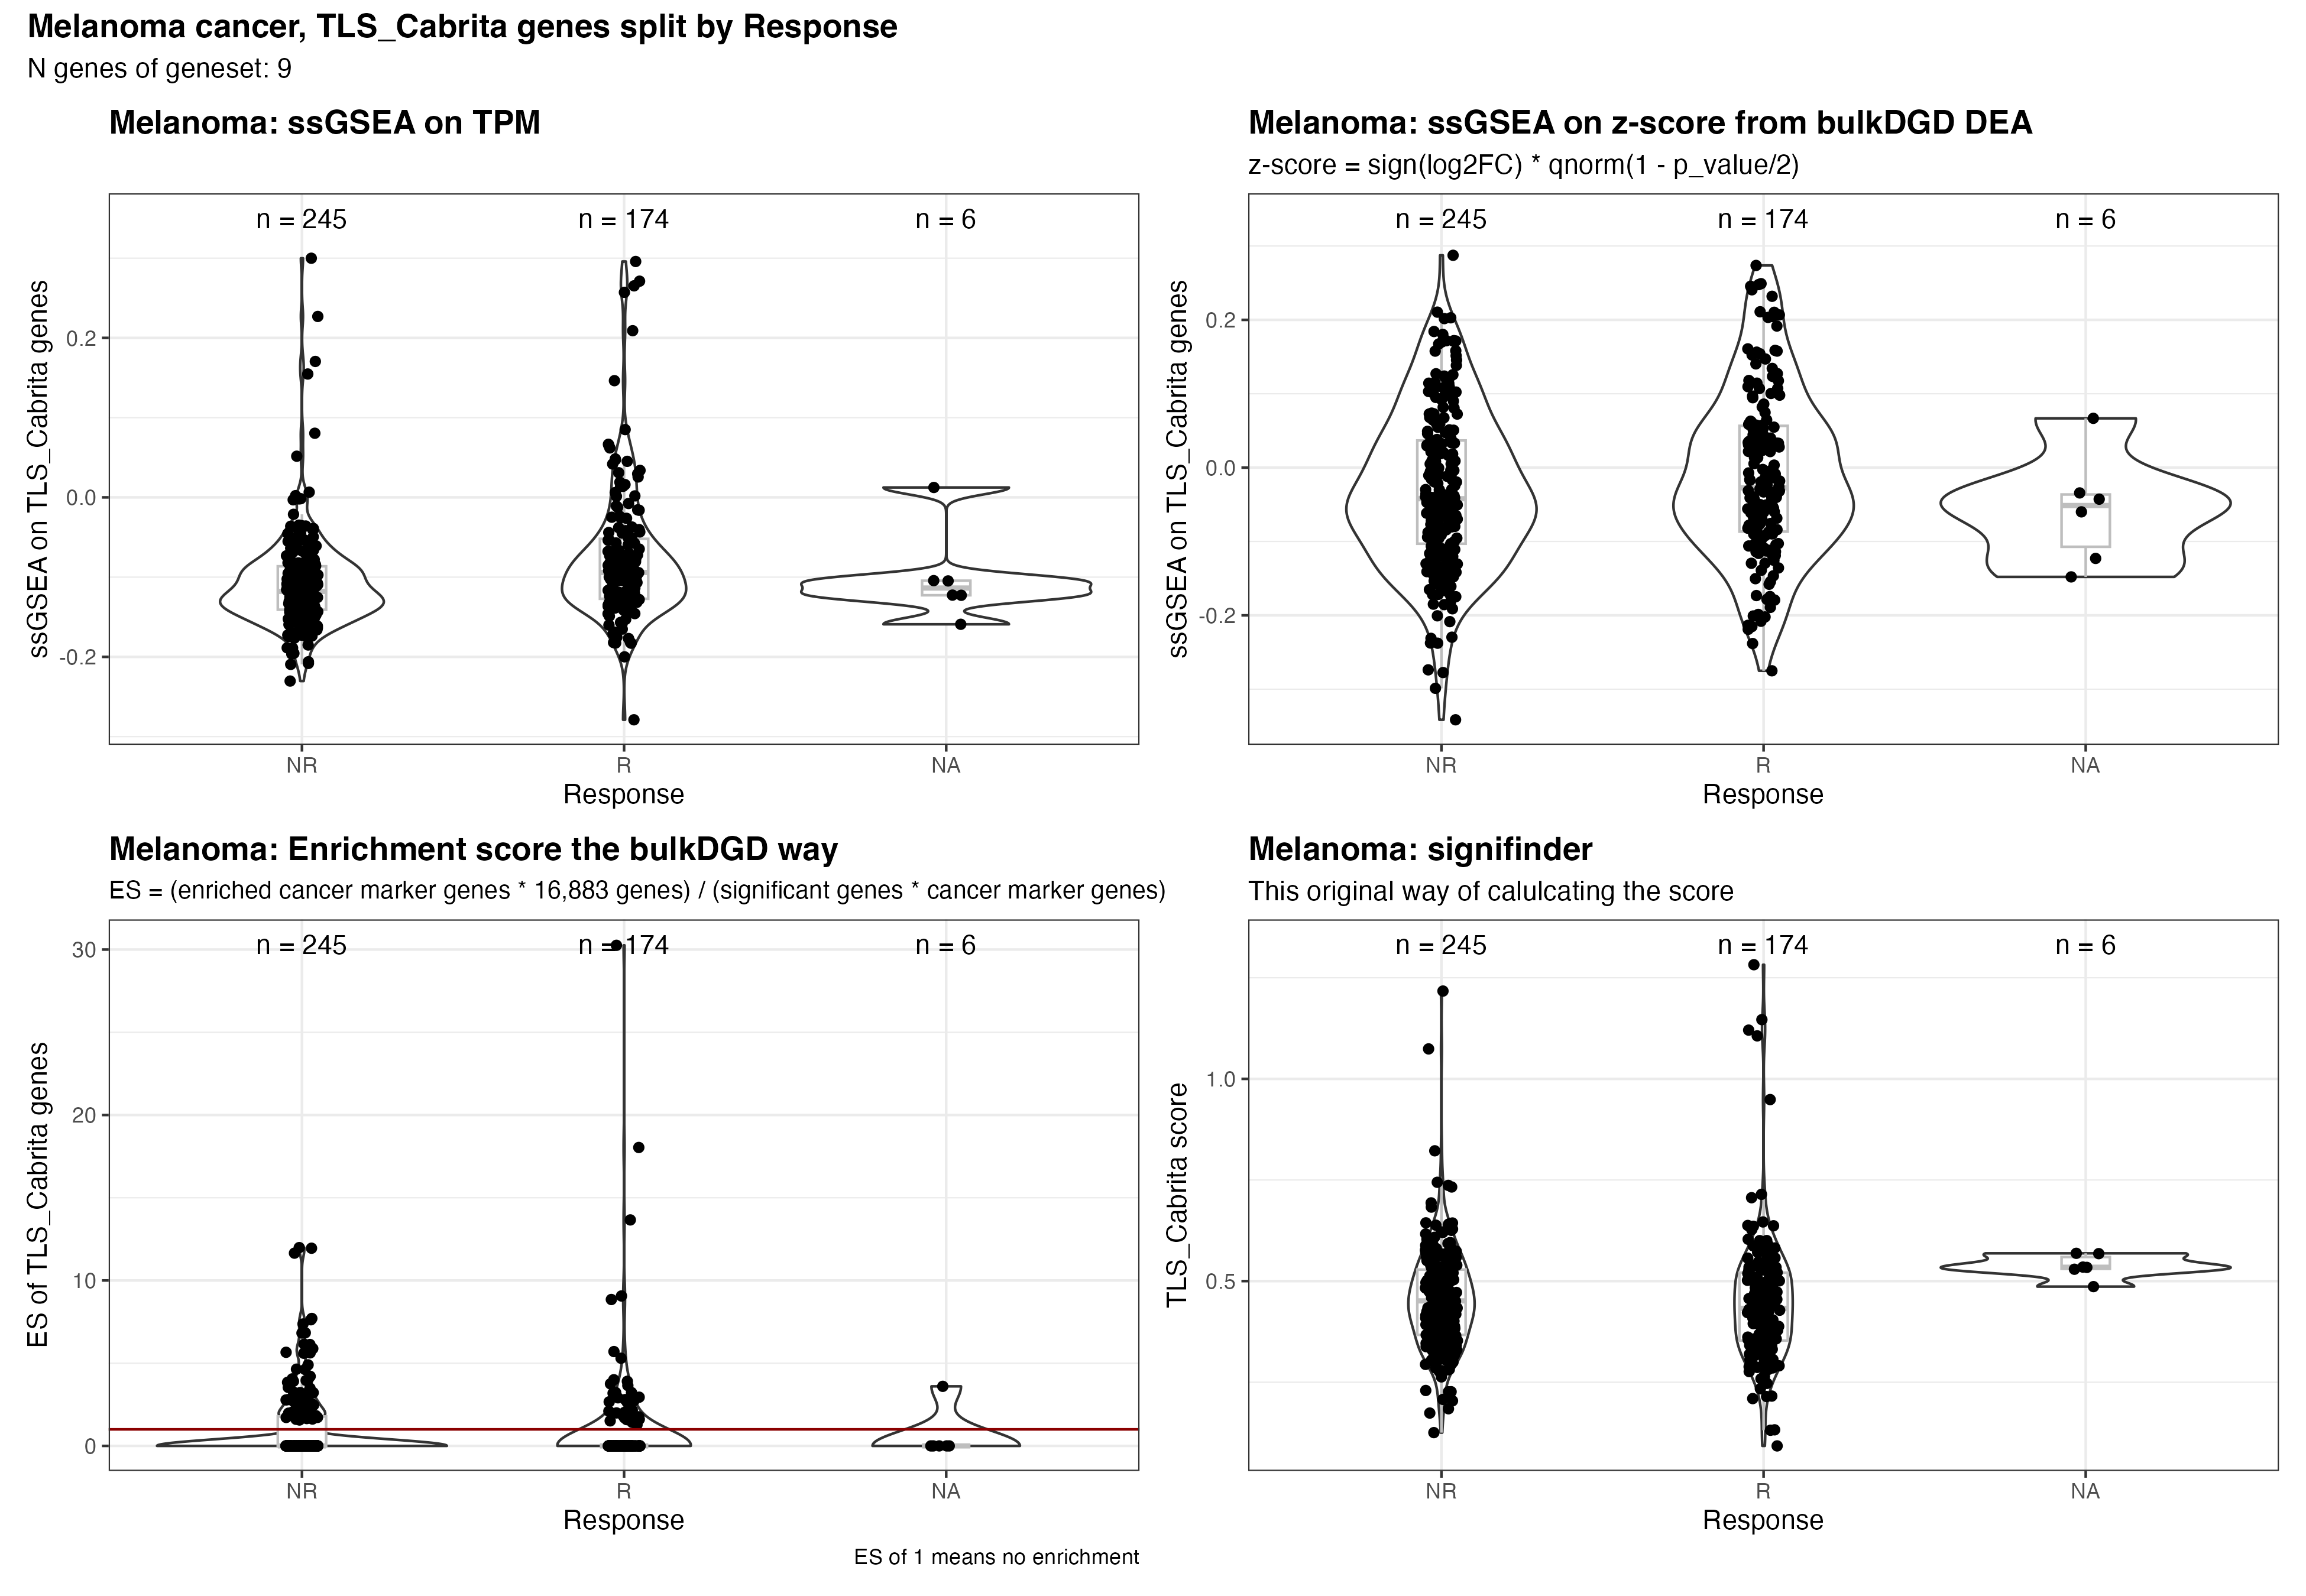 Melanoma cancer, TLS_Cabrita genes split by Response
N genes of geneset: 9
Melanoma: ssGSEA on TPM
n = 245
n = 174
n = 6
ssGSEA on TLS_Cabrita genes
0.2
0.0
-0.2
NR
R
NA
Response
Melanoma: ssGSEA on z-score from bulkDGD DEA
z-score = sign(log2FC) * qnorm(1 - p_value/2)
n = 245
n = 174
n = 6
ssGSEA on TLS_Cabrita genes
0.2
0.0
-0.2
NR
R
NA
Response
Melanoma: Enrichment score the bulkDGD way
ES = (enriched cancer marker genes * 16,883 genes) / (significant genes * cancer marker genes)
n = 245
n = 174
n = 6
ES of TLS_Cabrita genes
30
20
10
0
NR
R
NA
Response
ES of 1 means no enrichment
Melanoma: signifinder
This original way of calulcating the score
n = 245
n = 174
n = 6
TLS_Cabrita score
1.0
0.5
NR
R
NA
Response